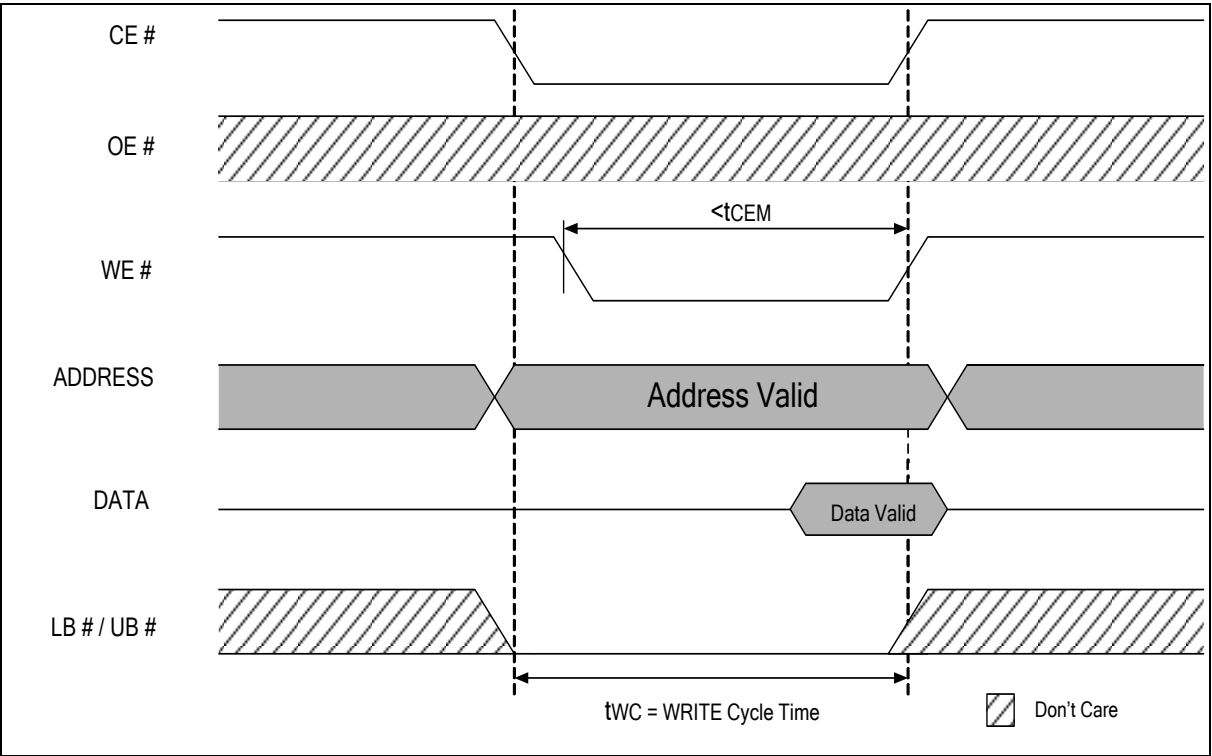 CE #
OE #
<tCEM
WE #
ADDRESS
Address Valid
DATA
Data Valid
LB # / UB #
tWC = WRITE Cycle Time
Don't Care